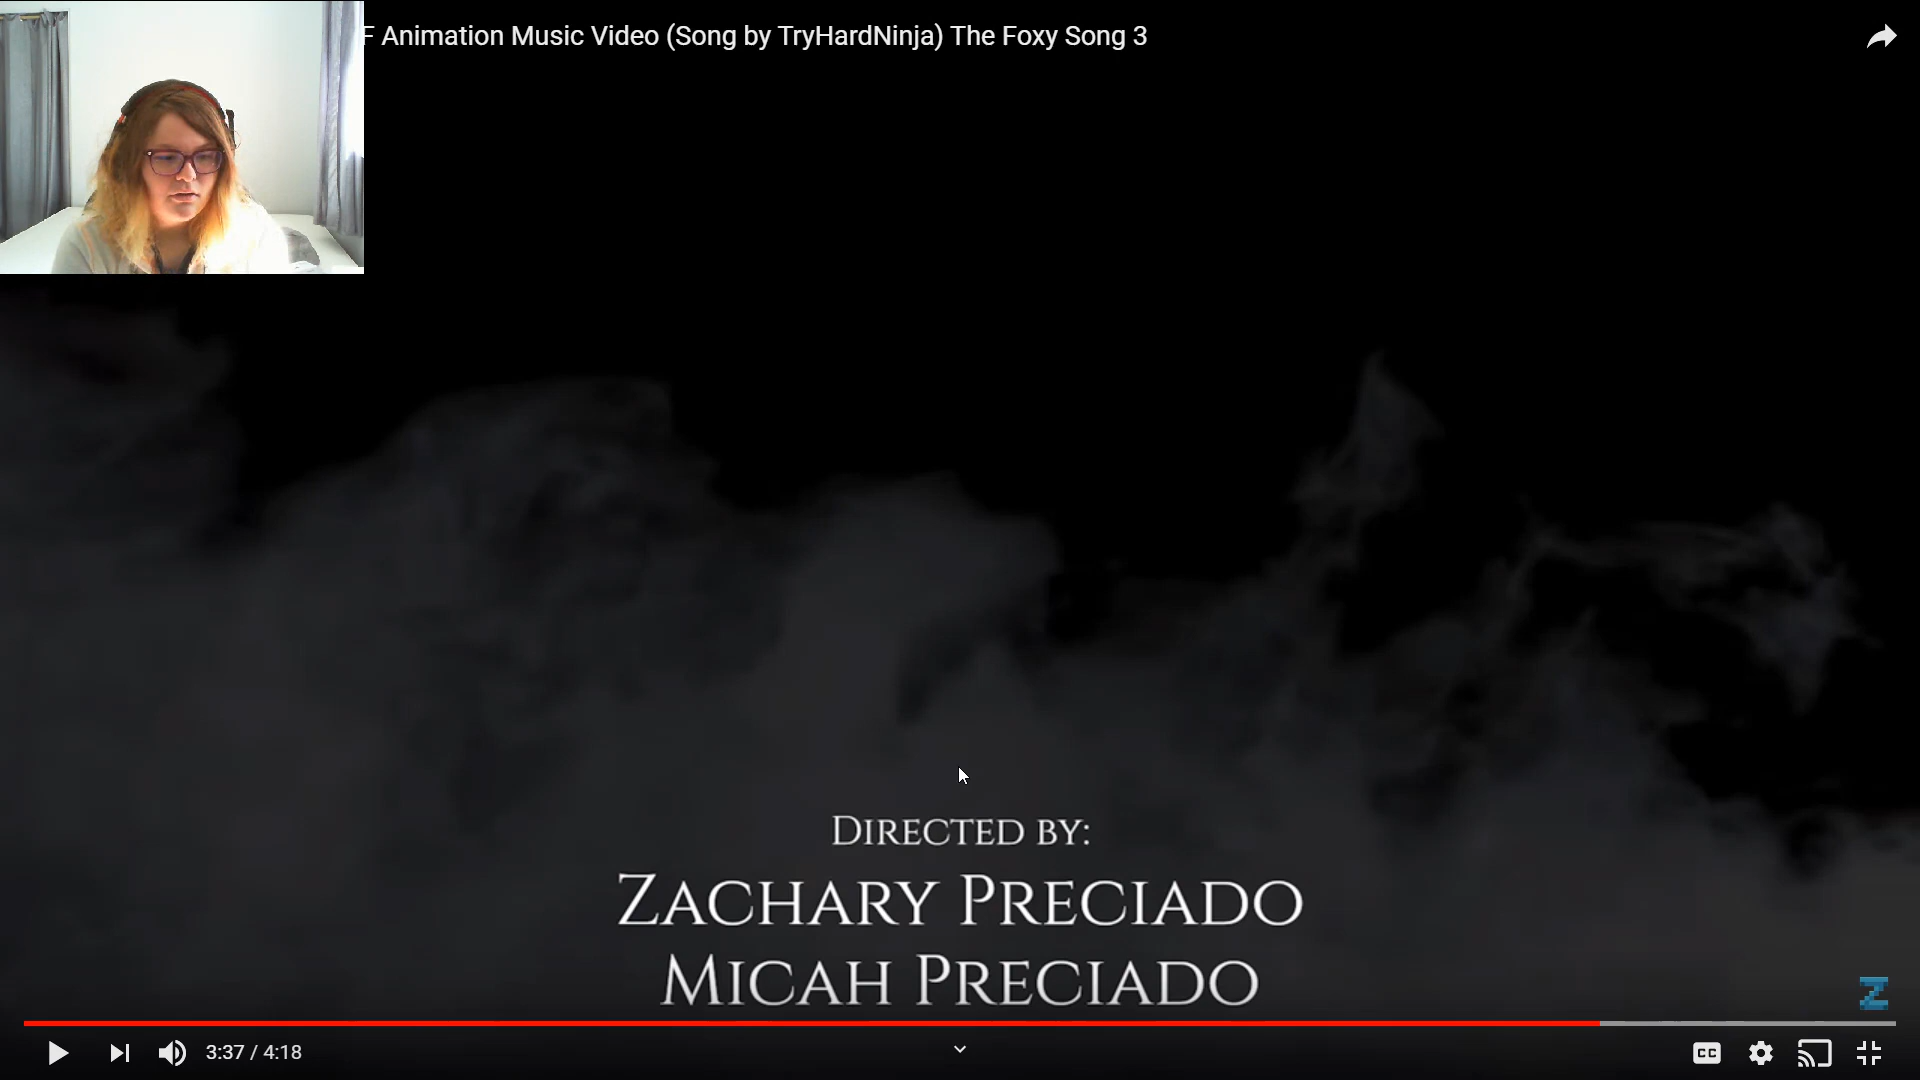 F Animation Music Video (Song by TryHardNinja) The Foxy Song 3
Directed by:
Zachary Preciado
Micah Preciado
Z
3:37 / 4:18
CC